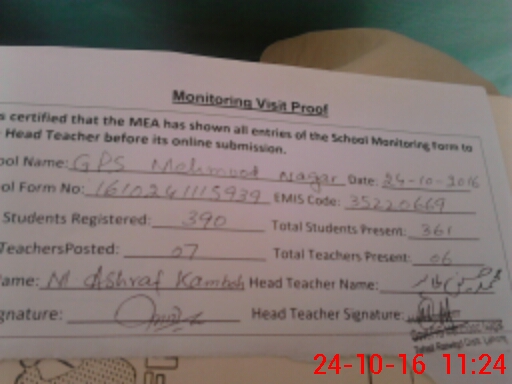 Monitoring Visit Proof
s certified that the MEA has shown all entries of the School Monitoring form to
Head Teacher before its online submission.
ool Name: GPS Mehmood Nagar Date: 24-10-2016
ol Form No: 1610241115939 EMIS Code: 35220669
Students Registered: 390 Total Students Present: 361
TeachersPosted: 07 Total Teachers Present: 06
ame: M Ashraf Kamboh Head Teacher Name:
gnature: Head Teacher Signature:
24-10-16 11:24